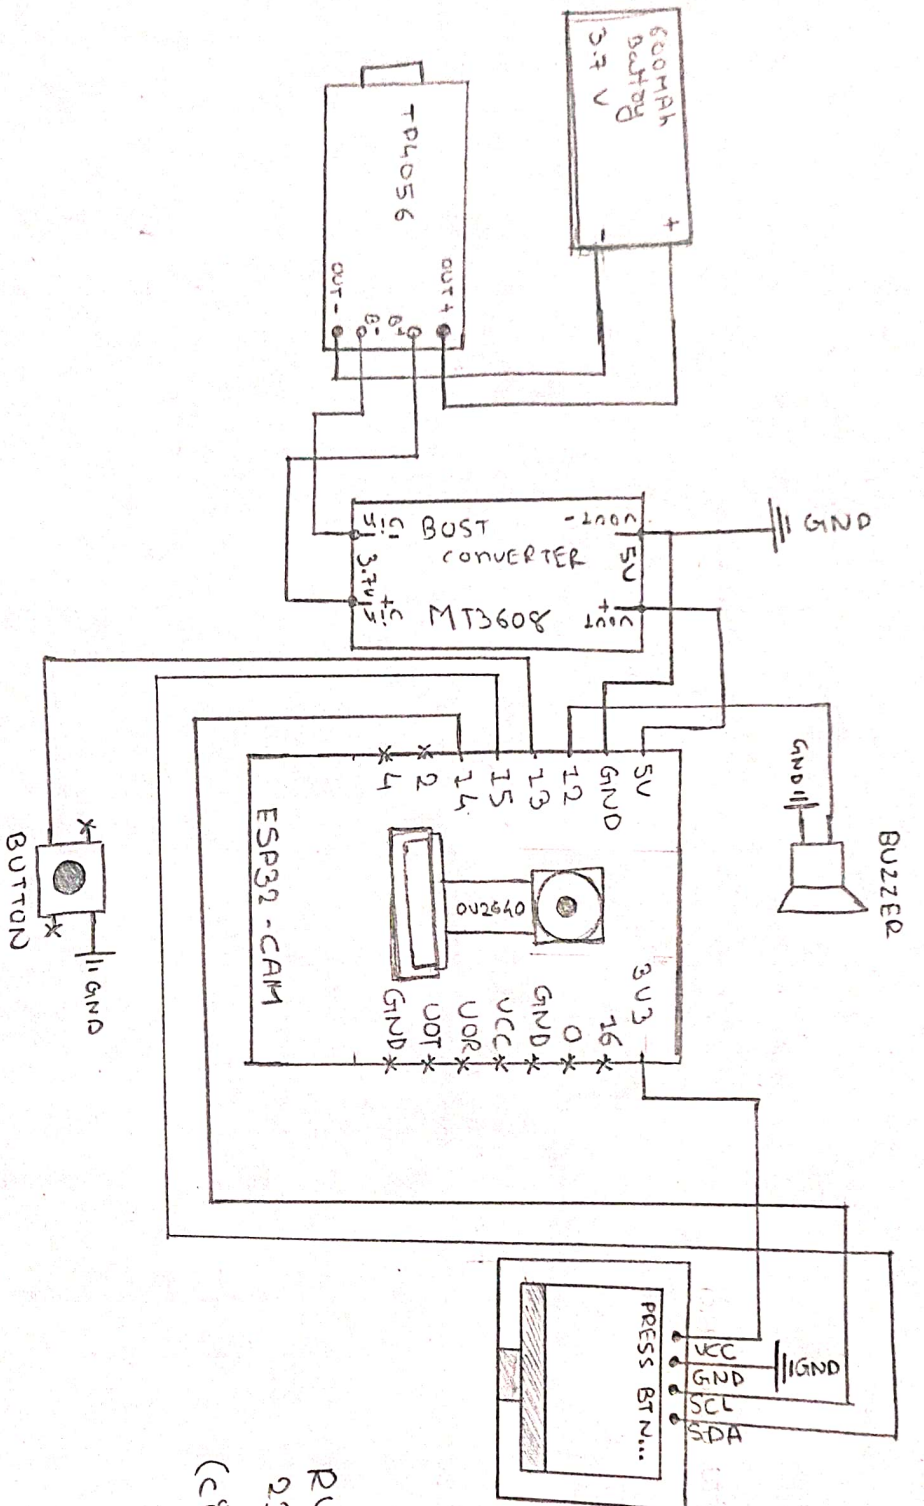 600MAh
Battery
3.7 V
+
-
TP4056
OUT+
B+
B-
OUT-
GND
Vout-
5V
Vout
+
BUST
CONVERTER
MT3608
Vin
-
3.7V
Vin
+
5V
GND
12
13
15
14
2
4
ESP32-CAM
OV2640
3V3
16
0
GND
VCC
UOR
UOT
GND
BUZZER
GND
BUTTON
GND
PRESS BTN...
VCC
GND
SCL
SDA
GND